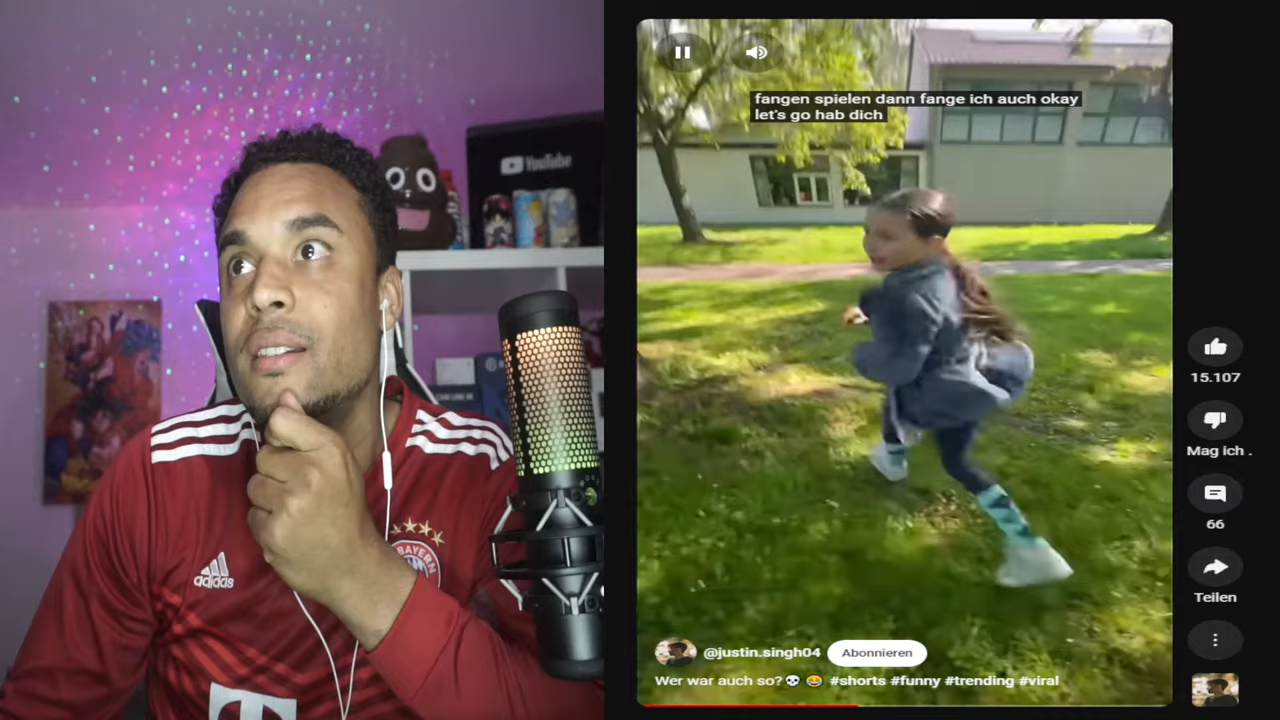 YouTube
fangen spielen dann fange ich auch okay
let's go hab dich
15.107
Mag ich .
66
Teilen
adidas
BAYERN
T
@justin.singh04
Abonnieren
Wer war auch so?💀 😂 #shorts #funny #trending #viral